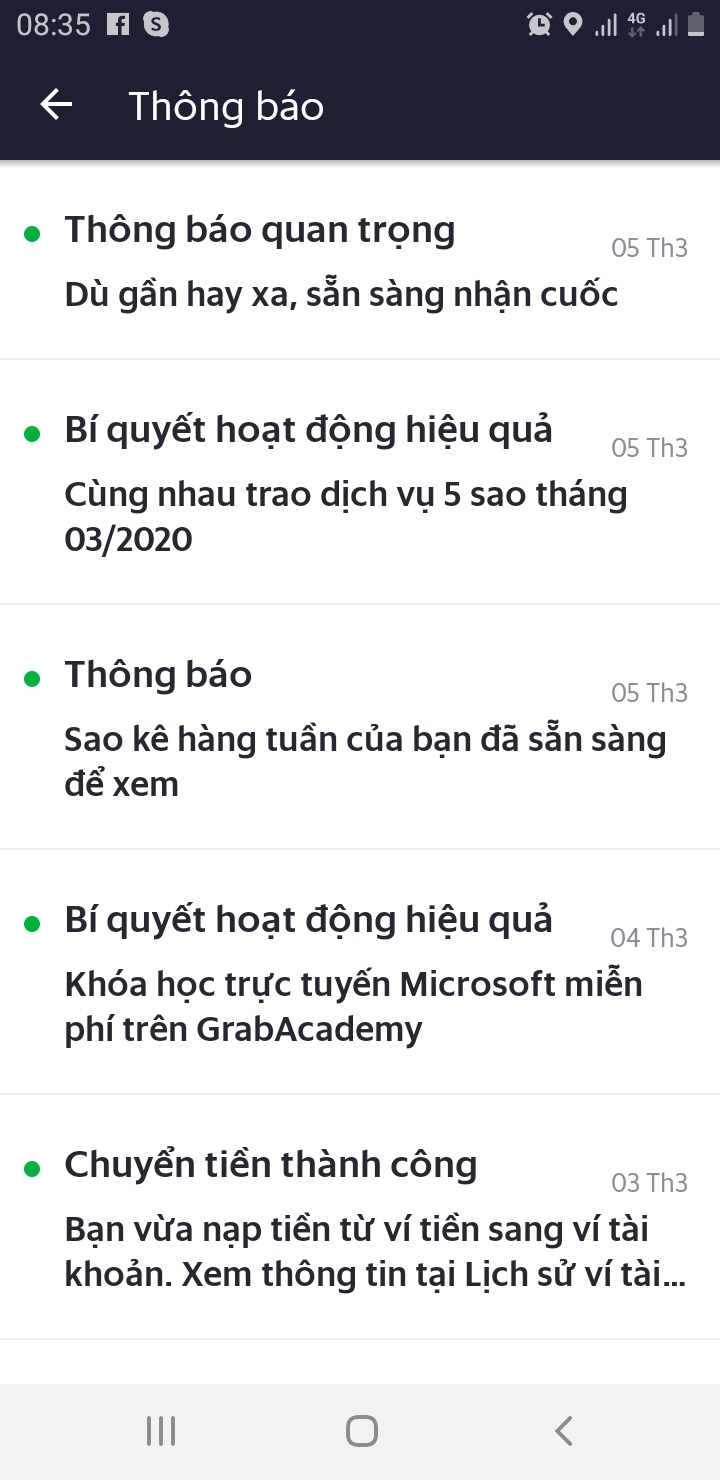 08:35
4G
Thông báo
Thông báo quan trọng
05 Th3
Dù gần hay xa, sẵn sàng nhận cuốc
Bí quyết hoạt động hiệu quả
05 Th3
Cùng nhau trao dịch vụ 5 sao tháng
03/2020
Thông báo
05 Th3
Sao kê hàng tuần của bạn đã sẵn sàng
để xem
Bí quyết hoạt động hiệu quả
04 Th3
Khóa học trực tuyến Microsoft miễn
phí trên GrabAcademy
Chuyển tiền thành công
03 Th3
Bạn vừa nạp tiền từ ví tiền sang ví tài
khoản. Xem thông tin tại Lịch sử ví tài...